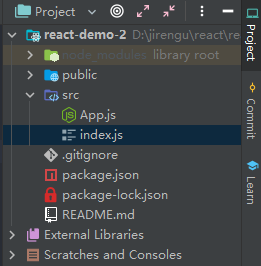 Project
react-demo-2 D:\jirengu\react\re
node_modules library root
public
src
App.js
index.js
.gitignore
package.json
package-lock.json
README.md
External Libraries
Scratches and Consoles
Project
Commit
Learn